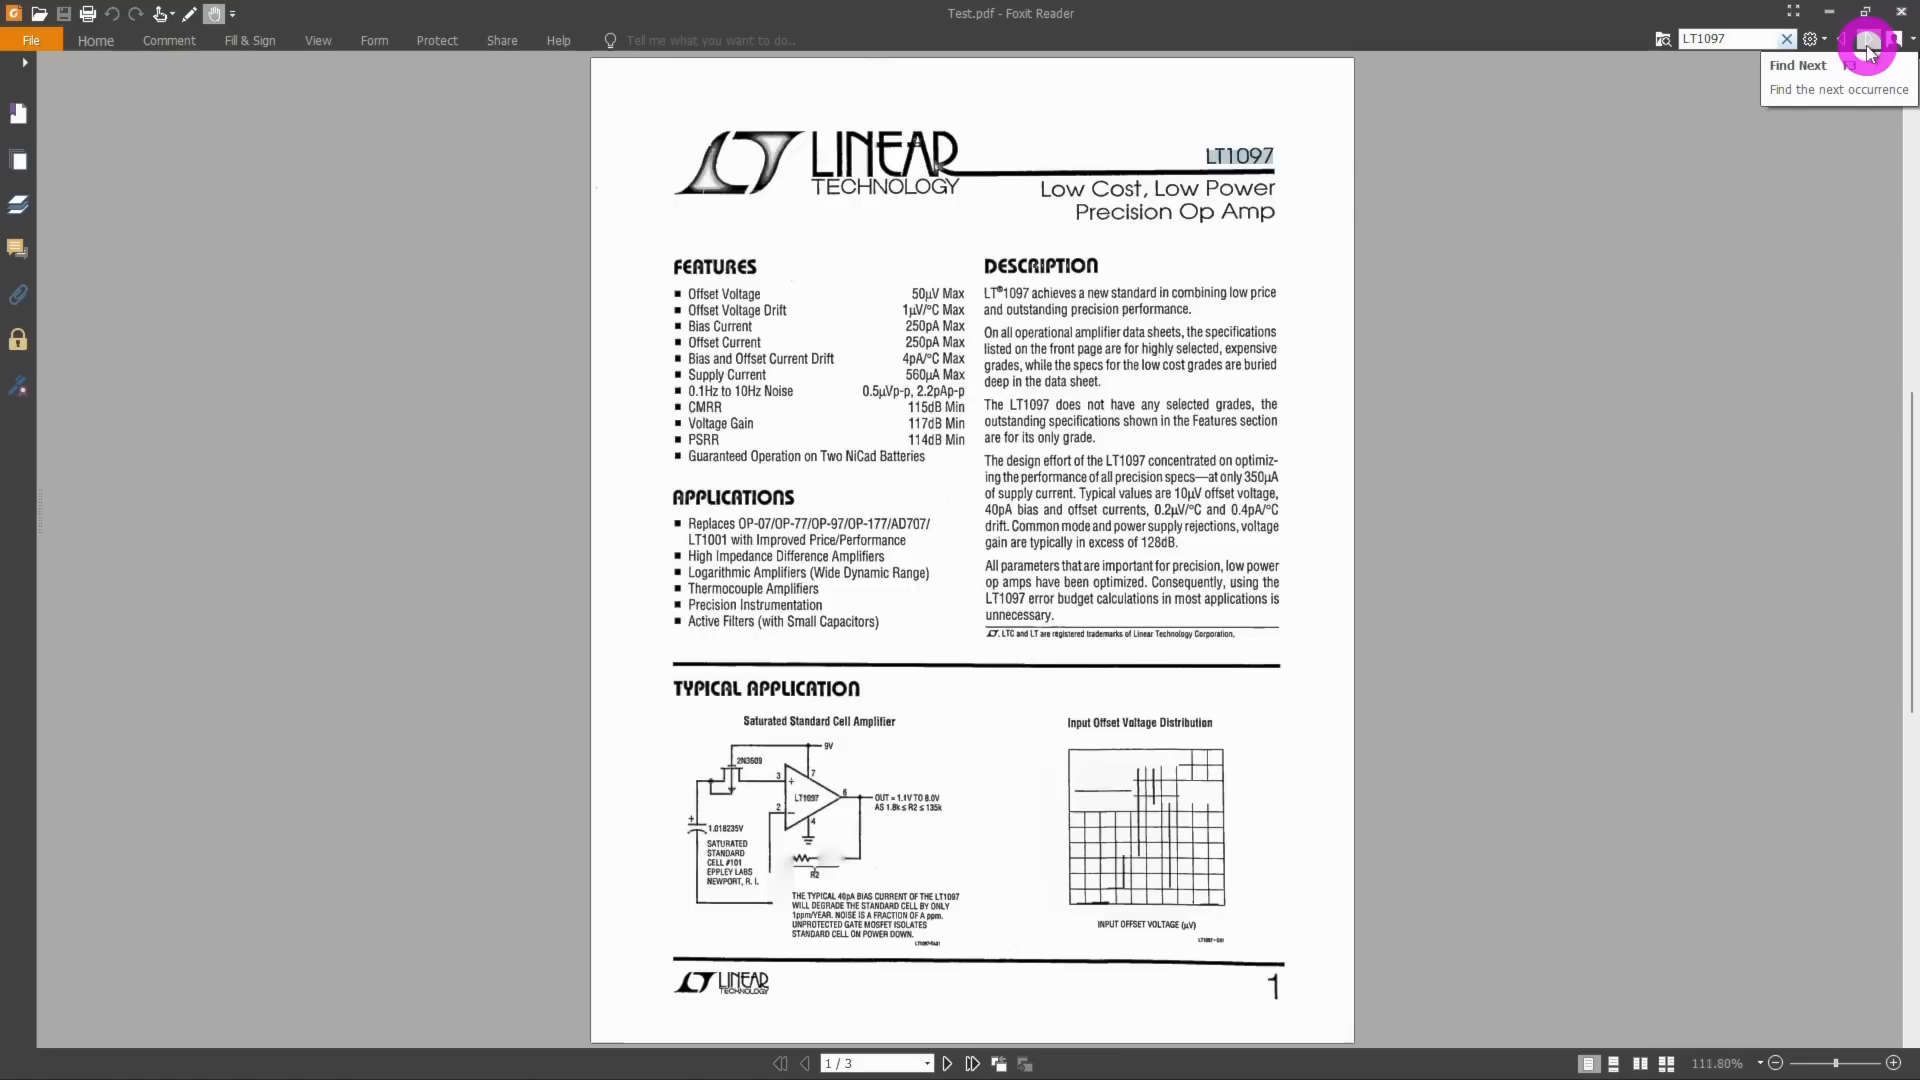 Test.pdf - Foxit Reader
File Home Comment Fill & Sign View Form Protect Share Help Tell me what you want to do..
LT1097
Find Next F3
Find the next occurrence
LINEAR
TECHNOLOGY
LT1097
Low Cost, Low Power
Precision Op Amp
FEATURES
■ Offset Voltage 50µV Max
■ Offset Voltage Drift 1µV/°C Max
■ Bias Current 250pA Max
■ Offset Current 250pA Max
■ Bias and Offset Current Drift 4pA/°C Max
■ Supply Current 560µA Max
■ 0.1Hz to 10Hz Noise 0.5µVp-p, 2.2pAp-p
■ CMRR 115dB Min
■ Voltage Gain 117dB Min
■ PSRR 114dB Min
■ Guaranteed Operation on Two NiCad Batteries
APPLICATIONS
■ Replaces OP-07/OP-77/OP-97/OP-177/AD707/
LT1001 with Improved Price/Performance
■ High Impedance Difference Amplifiers
■ Logarithmic Amplifiers (Wide Dynamic Range)
■ Thermocouple Amplifiers
■ Precision Instrumentation
■ Active Filters (with Small Capacitors)
DESCRIPTION
LT®1097 achieves a new standard in combining low price
and outstanding precision performance.
On all operational amplifier data sheets, the specifications
listed on the front page are for highly selected, expensive
grades, while the specs for the low cost grades are buried
deep in the data sheet.
The LT1097 does not have any selected grades, the
outstanding specifications shown in the Features section
are for its only grade.
The design effort of the LT1097 concentrated on optimiz-
ing the performance of all precision specs—at only 350µA
of supply current. Typical values are 10µV offset voltage,
40pA bias and offset currents, 0.2µV/°C and 0.4pA/°C
drift. Common mode and power supply rejections, voltage
gain are typically in excess of 128dB.
All parameters that are important for precision, low power
op amps have been optimized. Consequently, using the
LT1097 error budget calculations in most applications is
unnecessary.
LT, LTC and LT are registered trademarks of Linear Technology Corporation.
TYPICAL APPLICATION
Saturated Standard Cell Amplifier
9V
2N3609
3
+
7
LT1097
6
2
−
4
OUT = 1.1V TO 8.0V
AS 1.8k ≤ R2 ≤ 135k
+
1.018235V
SATURATED
STANDARD
CELL #101
EPPLEY LABS
NEWPORT, R. I.
R2
THE TYPICAL 40pA BIAS CURRENT OF THE LT1097
WILL DEGRADE THE STANDARD CELL BY ONLY
1ppm/YEAR. NOISE IS A FRACTION OF A ppm.
UNPROTECTED GATE MOSFET ISOLATES
STANDARD CELL ON POWER DOWN.
Input Offset Voltage Distribution
INPUT OFFSET VOLTAGE (µV)
LINEAR
TECHNOLOGY
1
1 / 3
111.80%